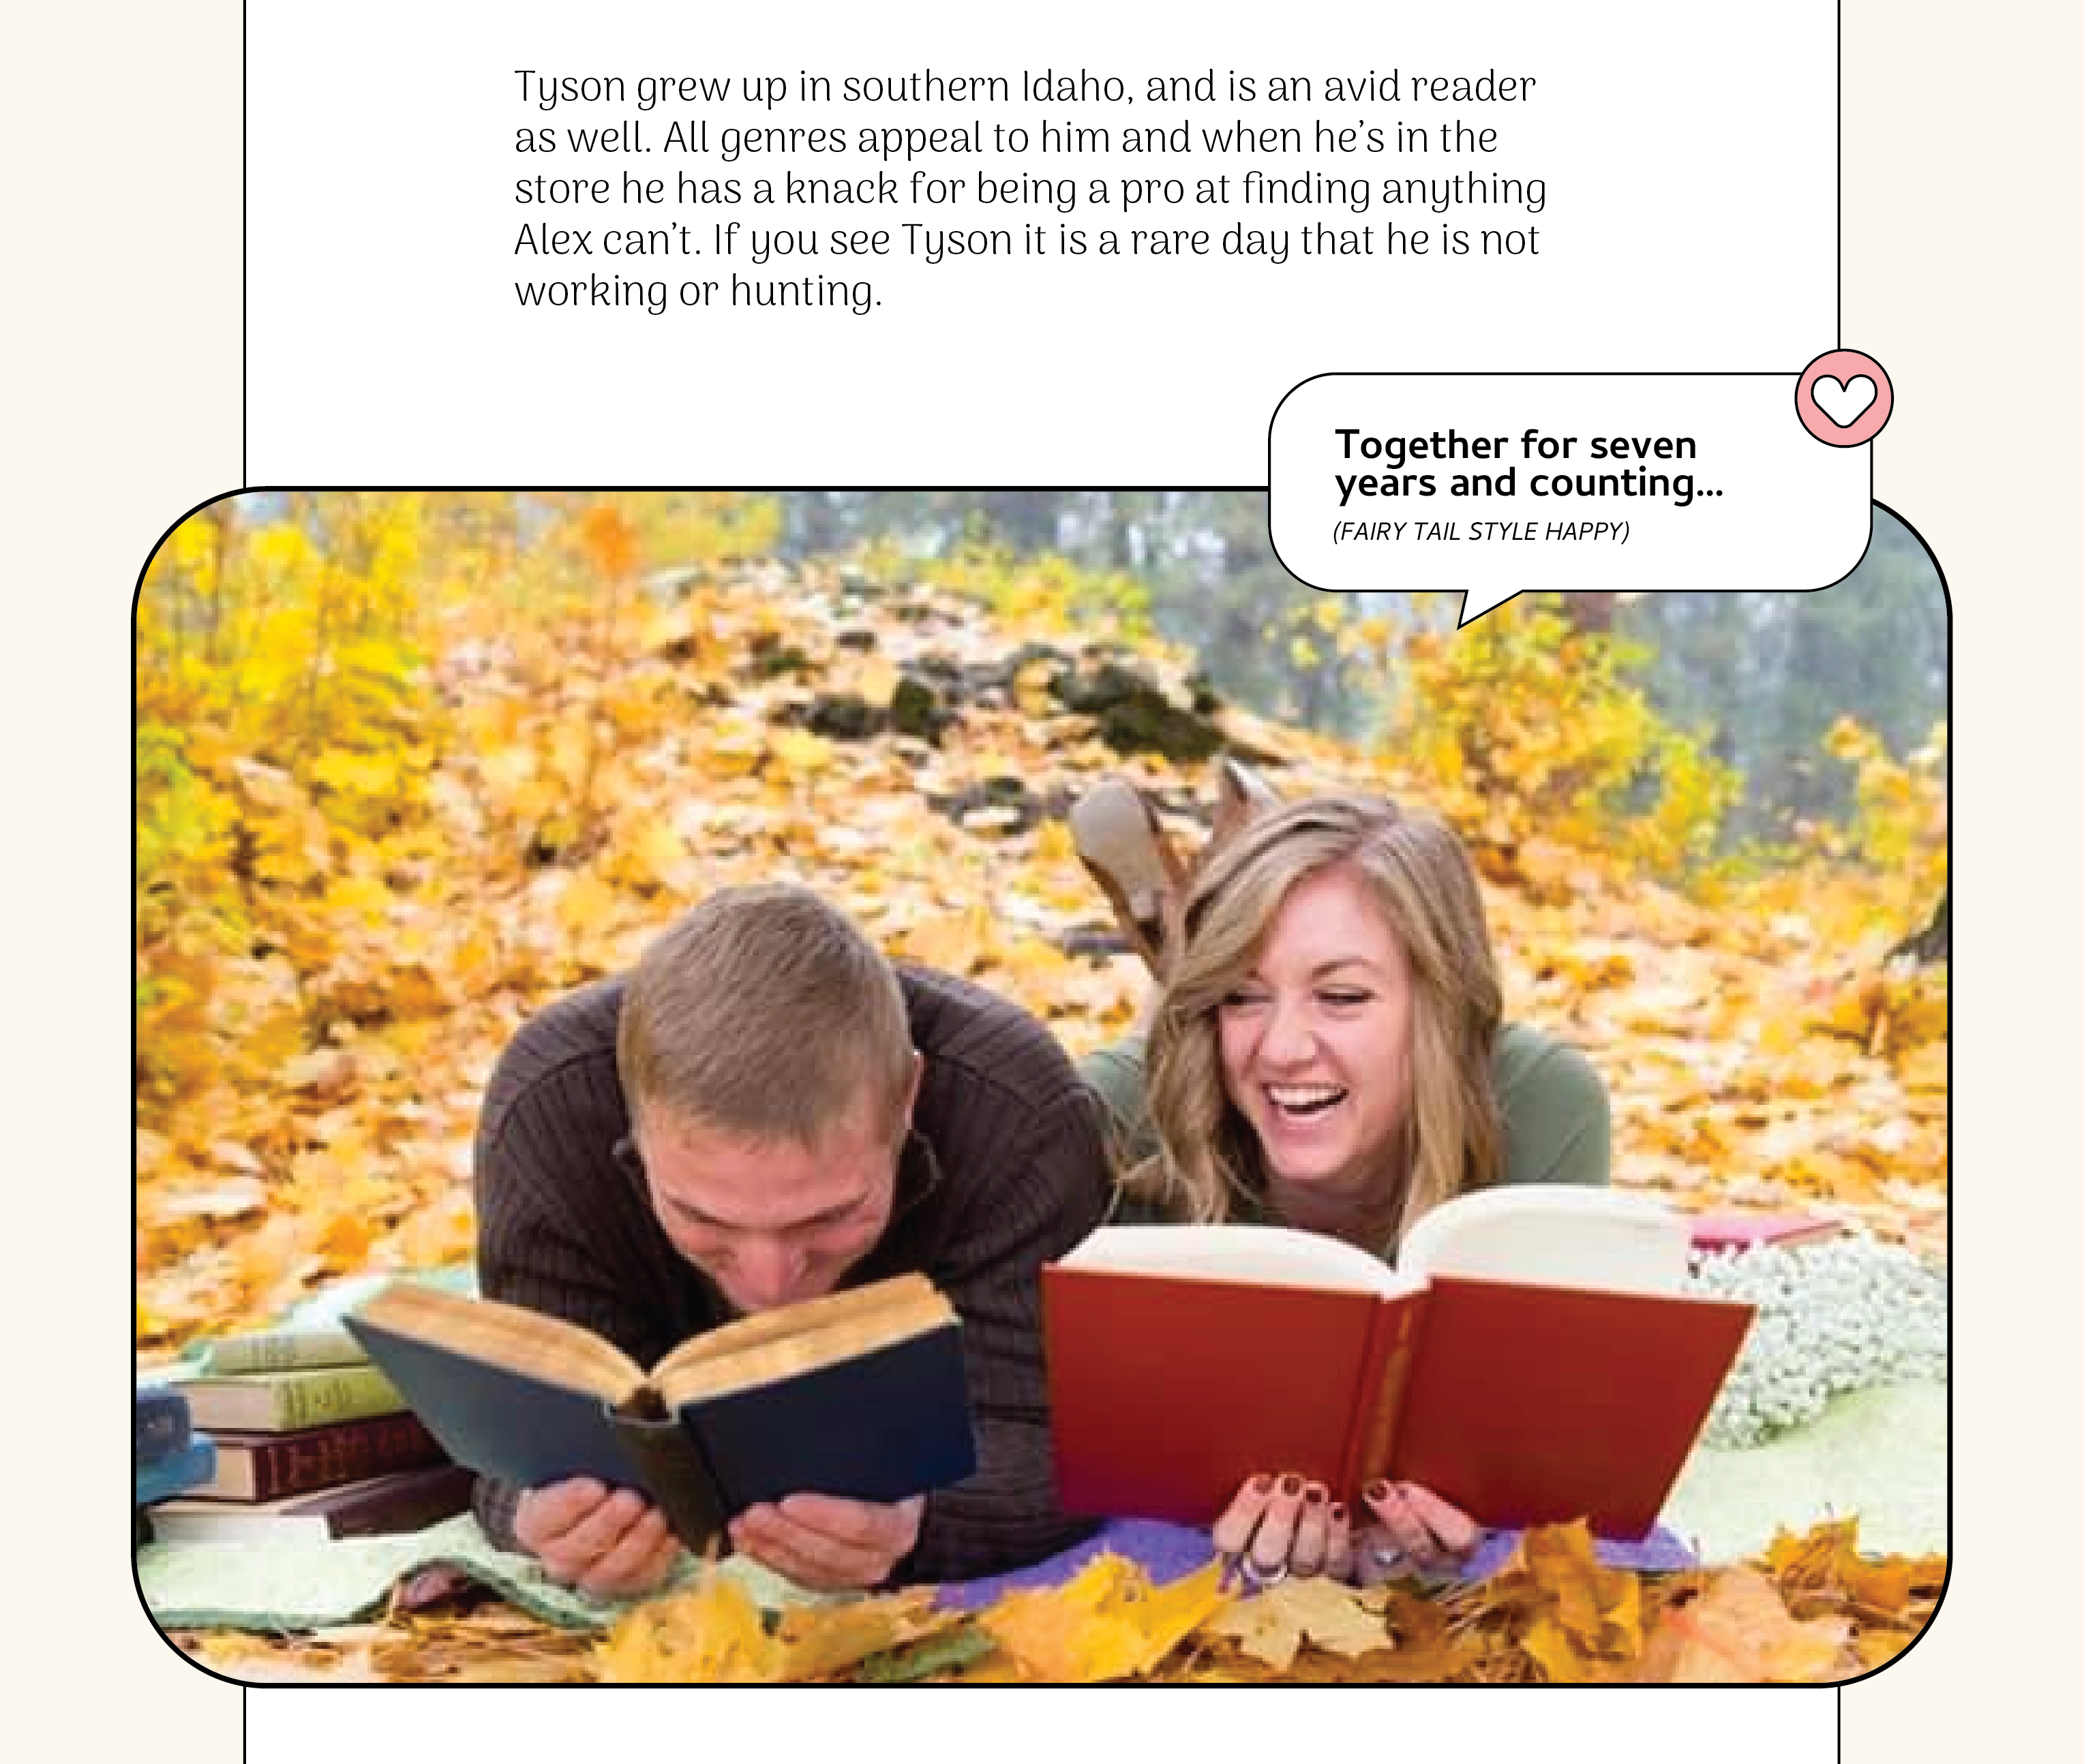 Tyson grew up in southern Idaho, and is an avid reader
as well. All genres appeal to him and when he’s in the
store he has a knack for being a pro at finding anything
Alex can’t. If you see Tyson it is a rare day that he is not
working or hunting.
Together for seven
years and counting...
(FAIRY TAIL STYLE HAPPY)